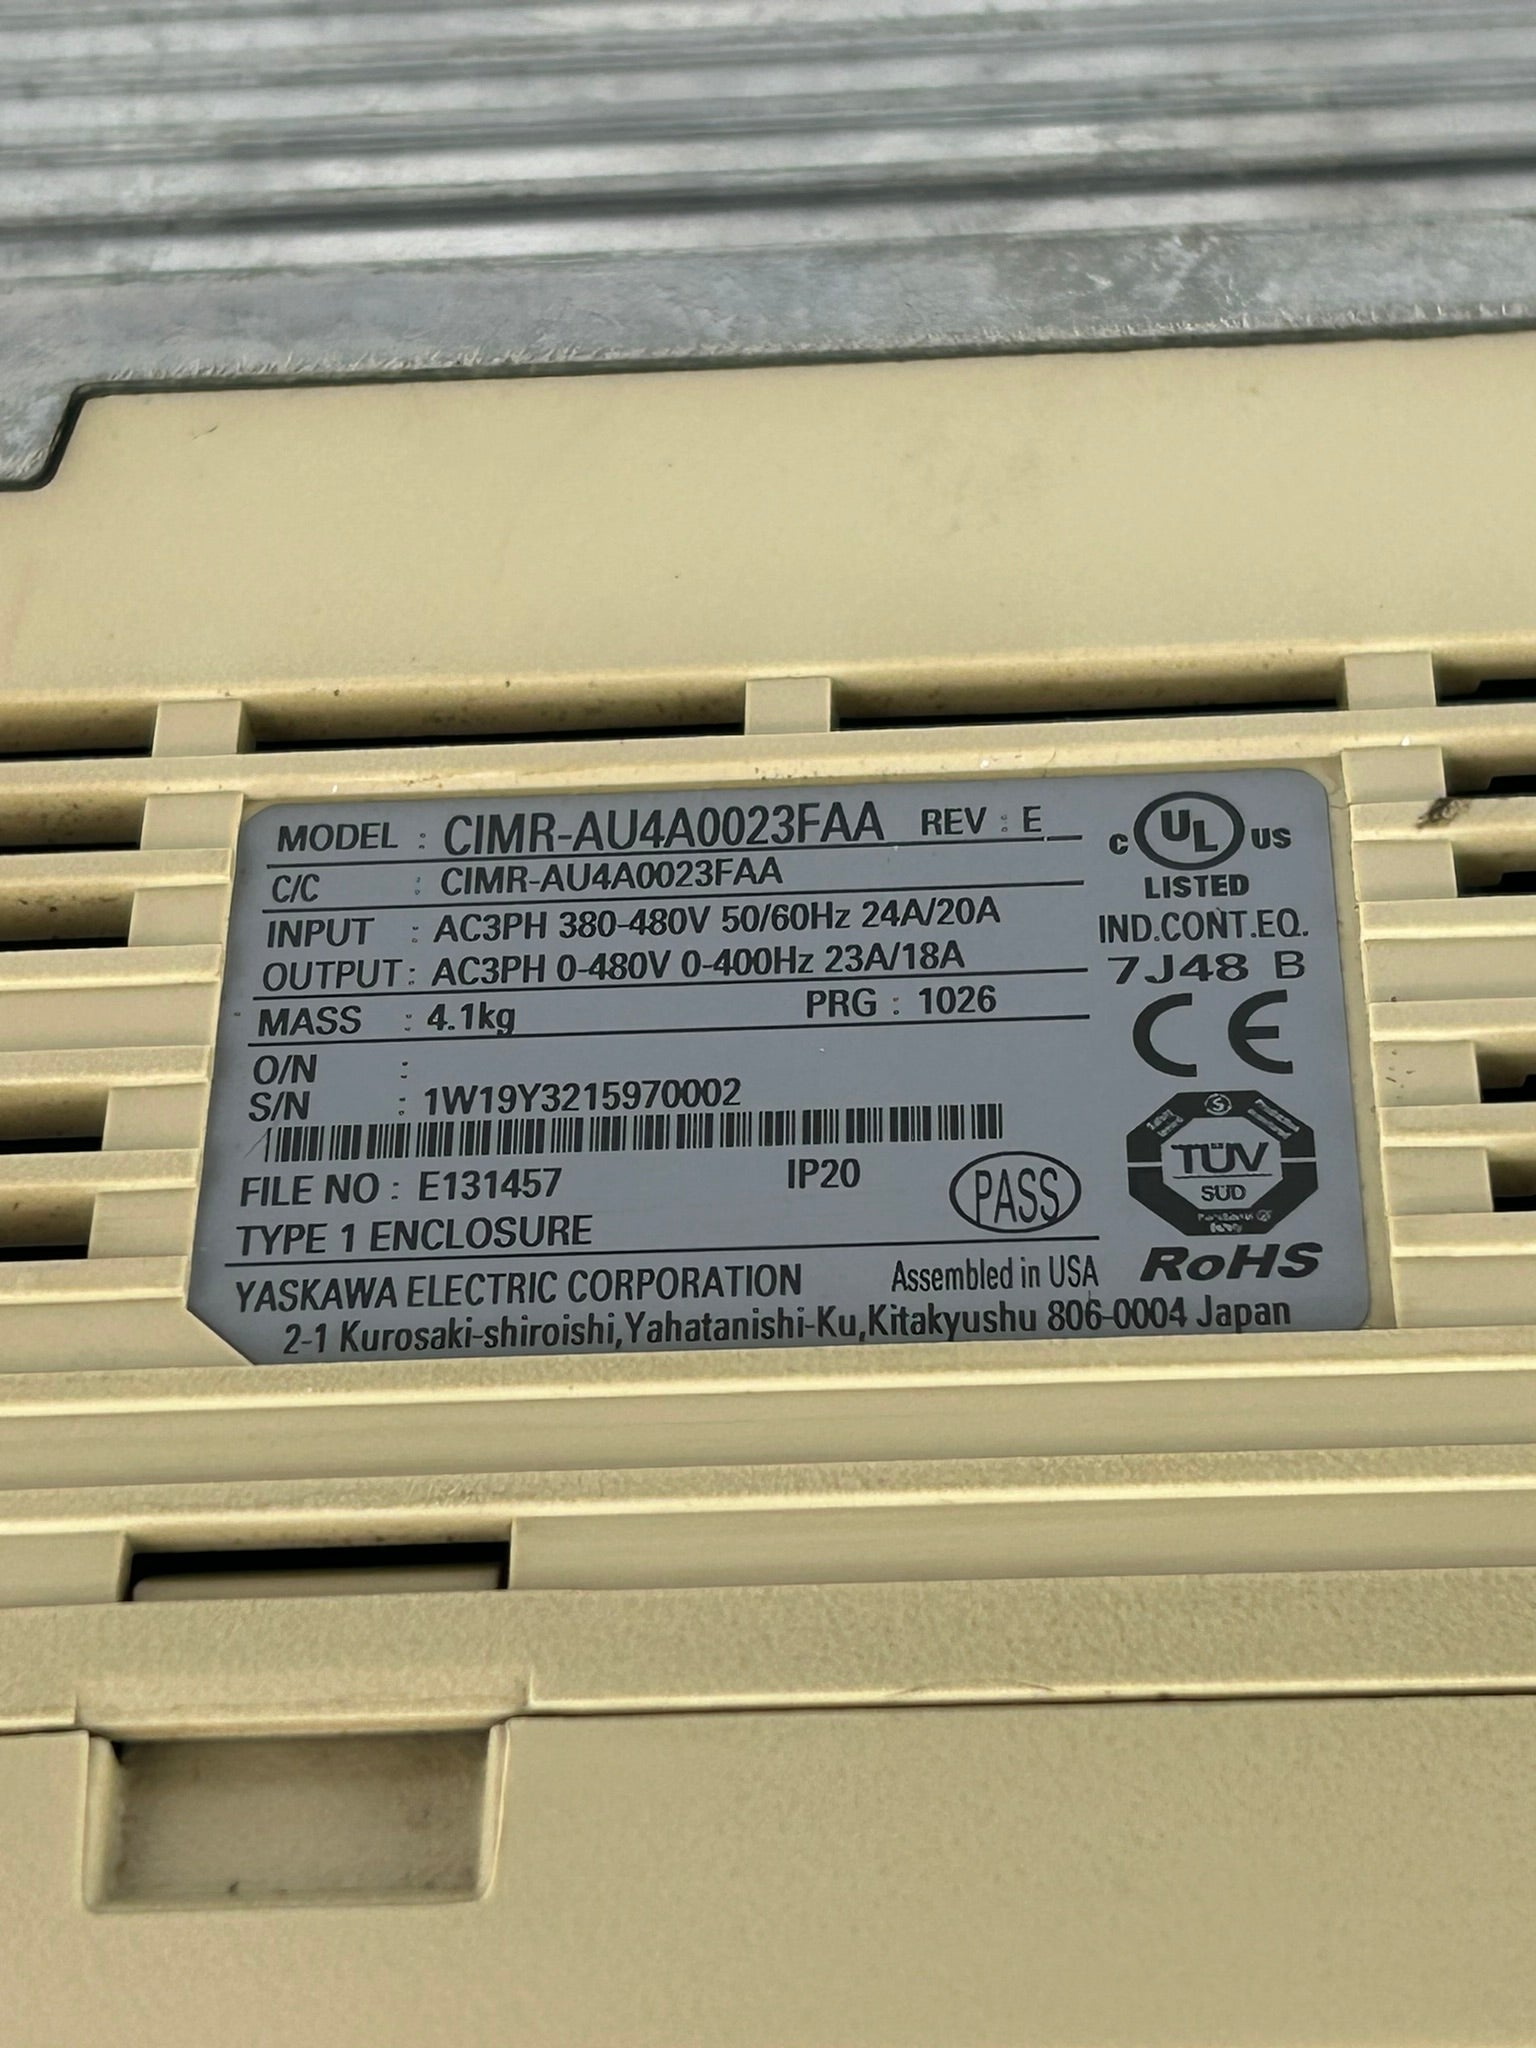 MODEL : CIMR-AU4A0023FAA REV : E
C/C : CIMR-AU4A0023FAA
INPUT : AC3PH 380-480V 50/60Hz 24A/20A
OUTPUT : AC3PH 0-480V 0-400Hz 23A/18A
MASS : 4.1kg PRG : 1026
O/N :
S/N : 1W19Y3215970002
FILE NO : E131457 IP20
PASS
TYPE 1 ENCLOSURE
YASKAWA ELECTRIC CORPORATION Assembled in USA
2-1 Kurosaki-shiroishi,Yahatanishi-Ku,Kitakyushu 806-0004 Japan
C UL US
LISTED
IND.CONT.EQ.
7J48 B
CE
TÜV
SÜD
RoHS